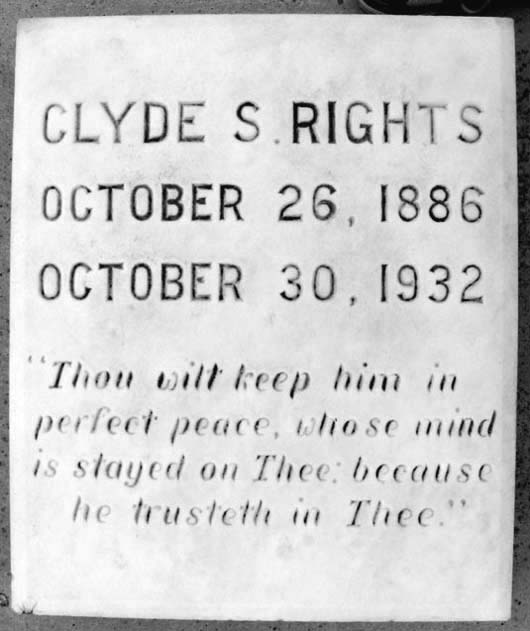 CLYDE S. RIGHTS
OCTOBER 26, 1886
OCTOBER 30, 1932
"Thou wilt keep him in
perfect peace, whose mind
is stayed on Thee: because
he trusteth in Thee."